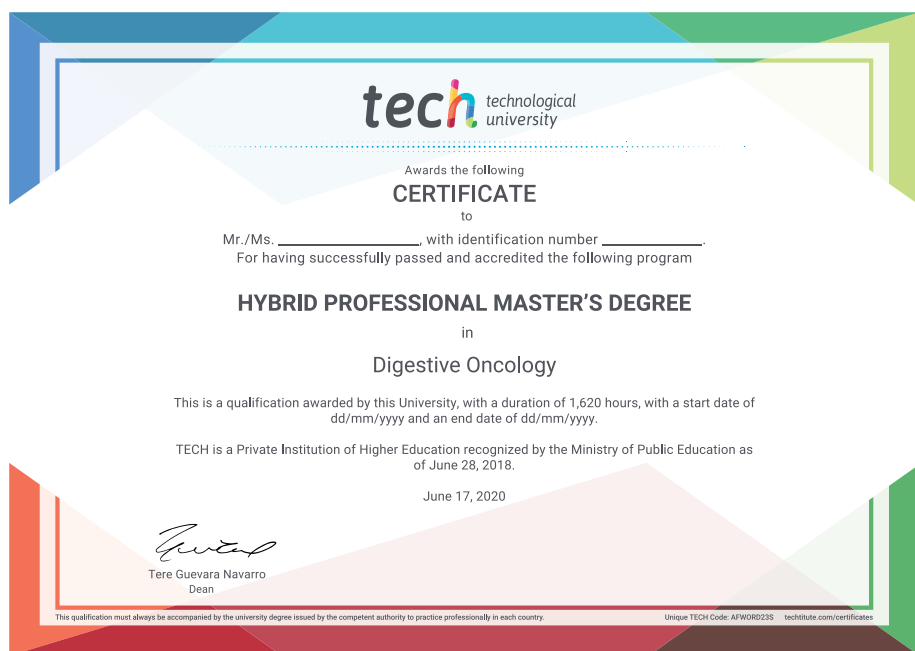 tech technological
university
Awards the following
CERTIFICATE
to
Mr./Ms. ____________________, with identification number ______________.
For having successfully passed and accredited the following program
HYBRID PROFESSIONAL MASTER'S DEGREE
in
Digestive Oncology
This is a qualification awarded by this University, with a duration of 1,620 hours, with a start date of
dd/mm/yyyy and an end date of dd/mm/yyyy.
TECH is a Private Institution of Higher Education recognized by the Ministry of Public Education as
of June 28, 2018.
June 17, 2020
Tere Guevara Navarro
Dean
This qualification must always be accompanied by the university degree issued by the competent authority to practice professionally in each country.
Unique TECH Code: AFWORD23S techtitute.com/certificates